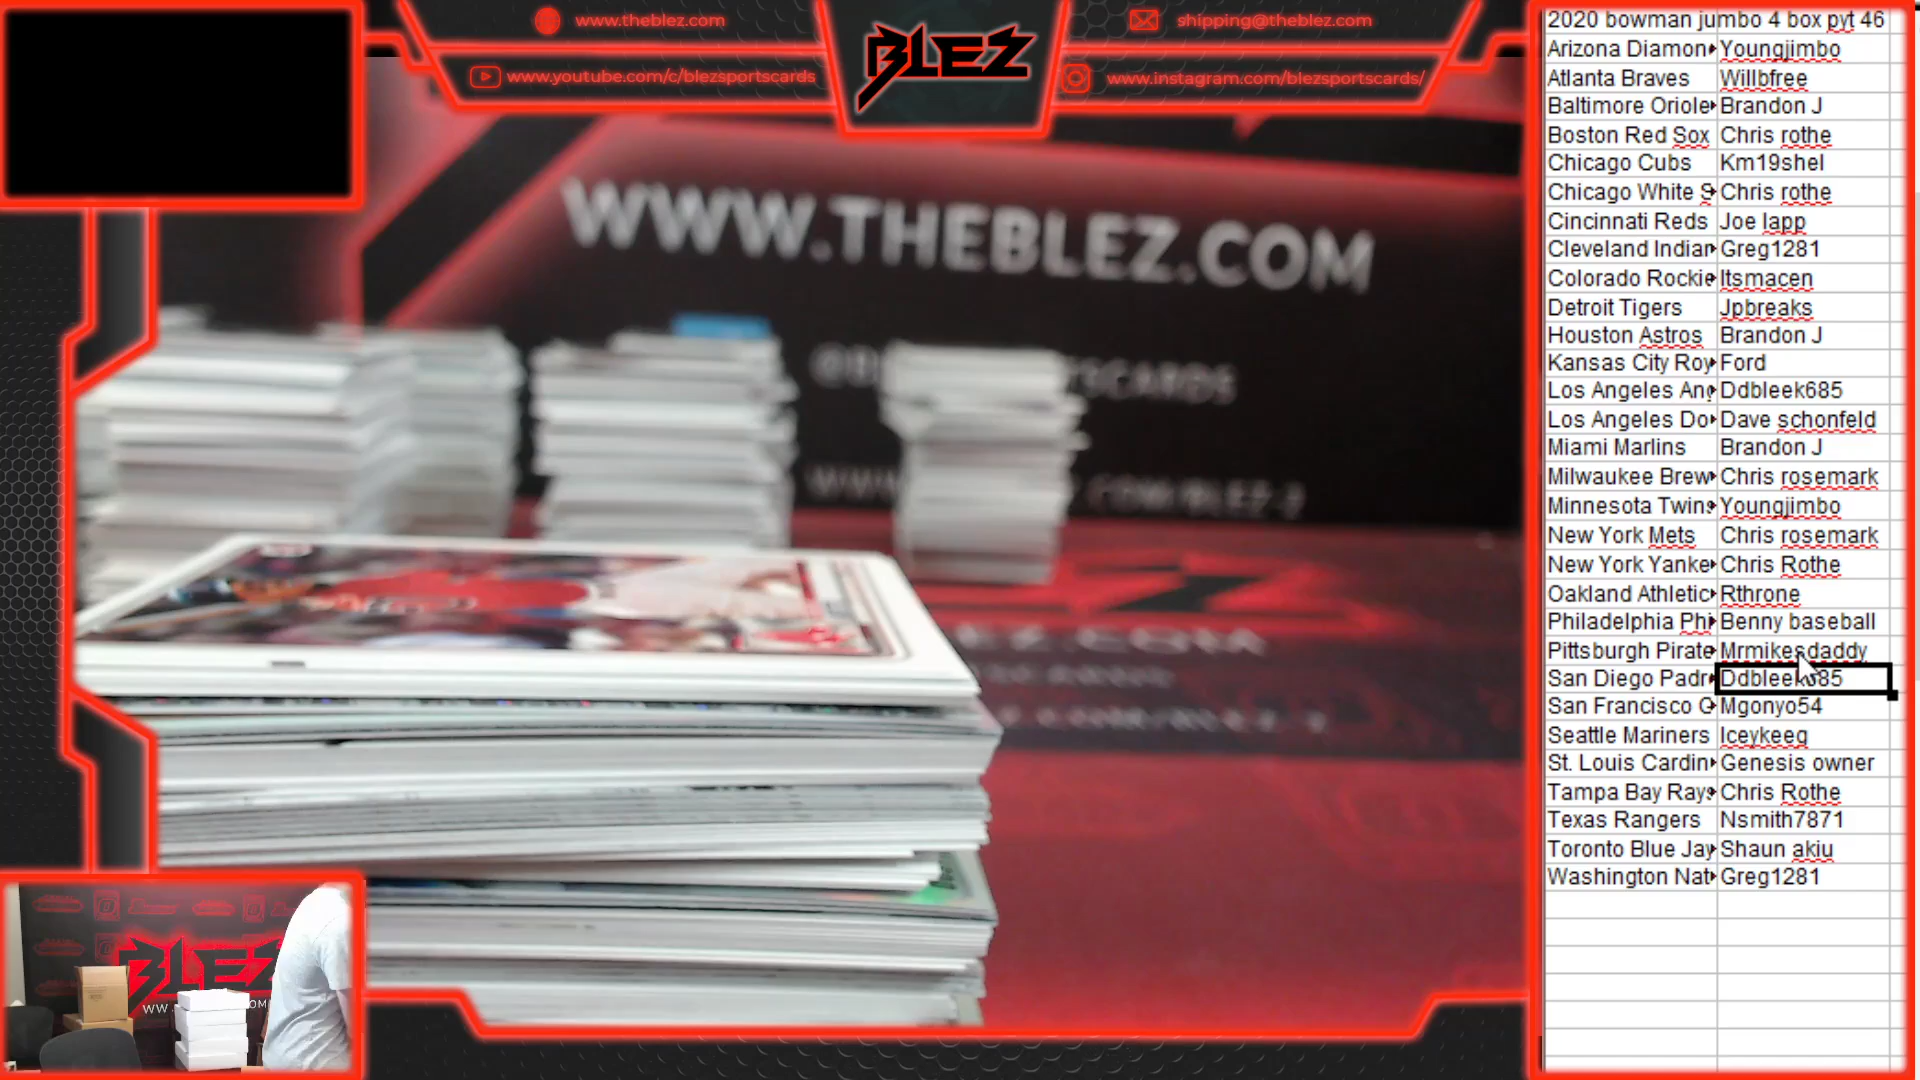 www.theblez.com
www.youtube.com/c/blezsportscards
BLEZ
shipping@theblez.com
www.instagram.com/blezsportscards/
WWW.THEBLEZ.COM
BLEZ
2020 bowman jumbo 4 box pyt 46
Arizona Diamon Youngjimbo
Atlanta Braves Willbfree
Baltimore Oriole Brandon J
Boston Red Sox Chris rothe
Chicago Cubs Km19shel
Chicago White S Chris rothe
Cincinnati Reds Joe lapp
Cleveland Indian Greg1281
Colorado Rockie Itsmacen
Detroit Tigers Jpbreaks
Houston Astros Brandon J
Kansas City Roy Ford
Los Angeles Ang Ddbleek685
Los Angeles Do Dave schonfeld
Miami Marlins Brandon J
Milwaukee Brew Chris rosemark
Minnesota Twins Youngjimbo
New York Mets Chris rosemark
New York Yanke Chris Rothe
Oakland Athletic Rthrone
Philadelphia Phi Benny baseball
Pittsburgh Pirate Mrmikesdaddy
San Diego Padr Ddbleek685
San Francisco G Mgonyo54
Seattle Mariners Iceykeeg
St. Louis Cardin Genesis owner
Tampa Bay Rays Chris Rothe
Texas Rangers Nsmith7871
Toronto Blue Jay Shaun akiu
Washington Nat Greg1281